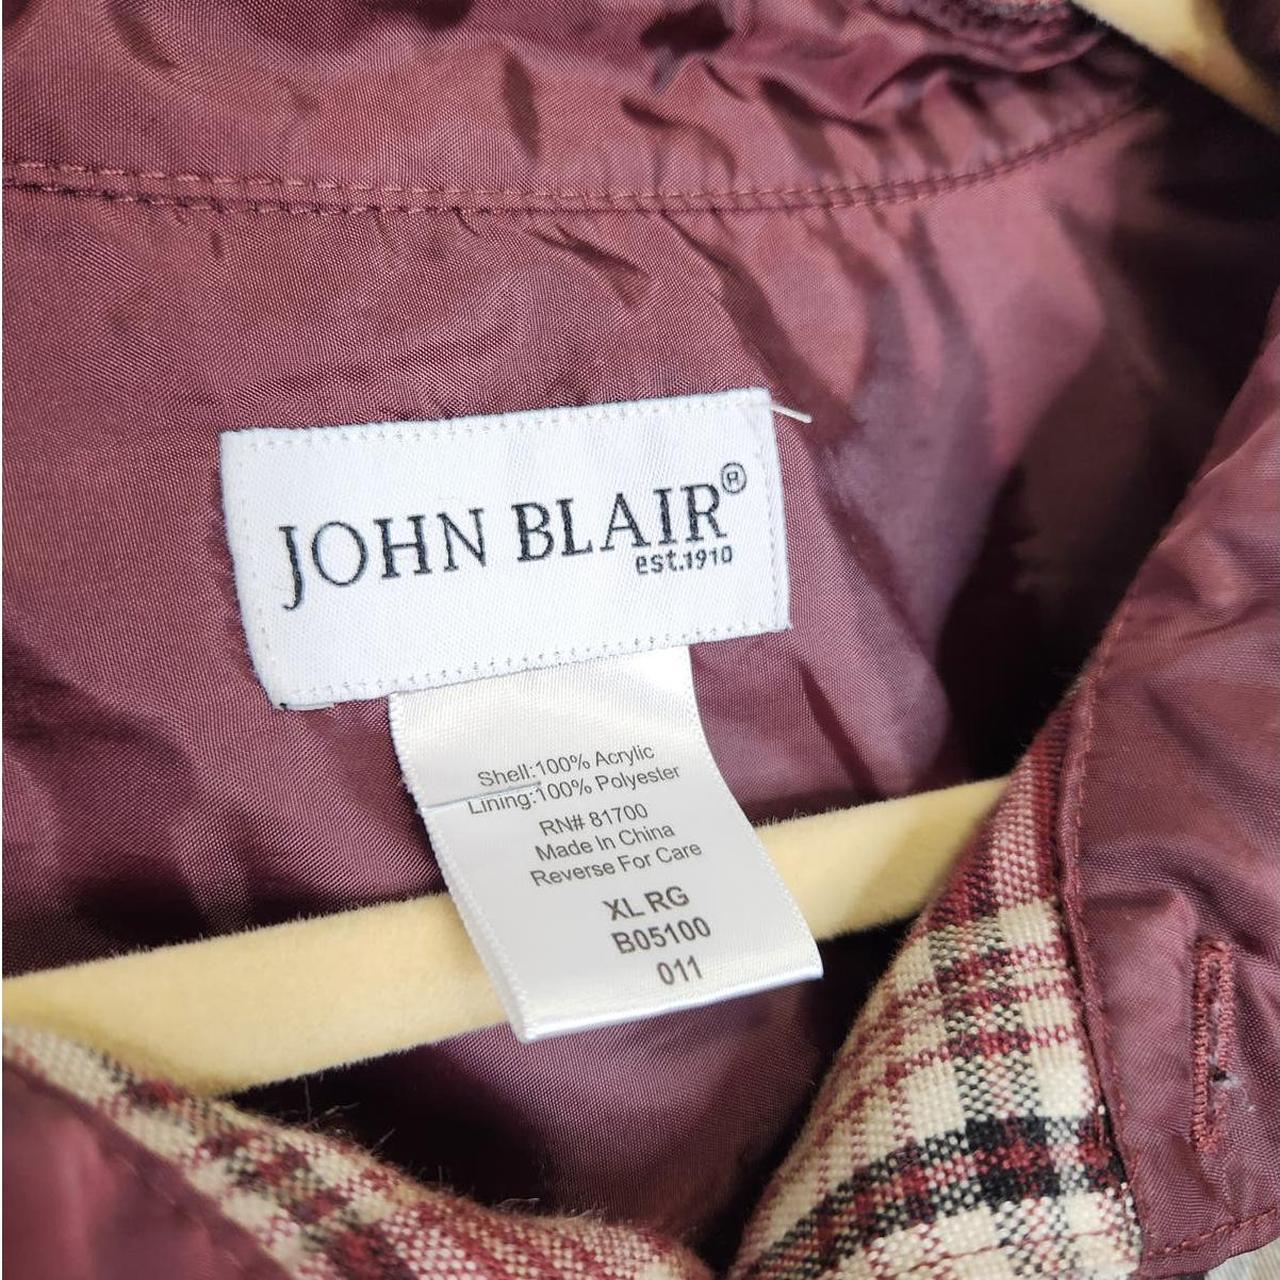 JOHN BLAIR®
est.1910
Shell:100% Acrylic
Lining:100% Polyester
RN# 81700
Made In China
Reverse For Care
XL RG
B05100
011